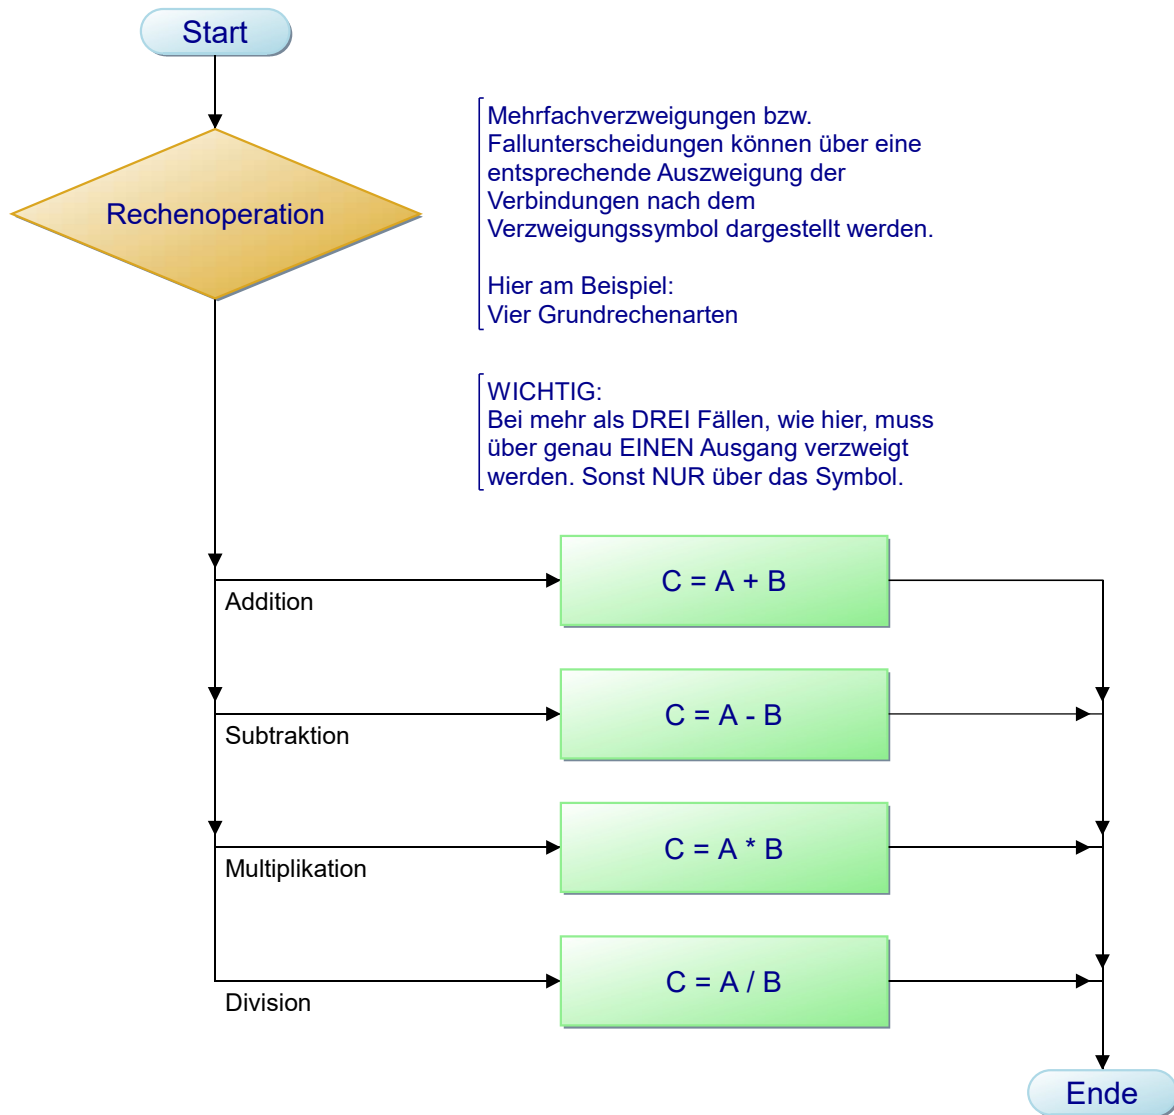 Start
Rechenoperation
Mehrfachverzweigungen bzw.
Fallunterscheidungen können über eine
entsprechende Auszweigung der
Verbindungen nach dem
Verzweigungssymbol dargestellt werden.
Hier am Beispiel:
Vier Grundrechenarten
WICHTIG:
Bei mehr als DREI Fällen, wie hier, muss
über genau EINEN Ausgang verzweigt
werden. Sonst NUR über das Symbol.
Addition
C = A + B
Subtraktion
C = A - B
Multiplikation
C = A * B
Division
C = A / B
Ende